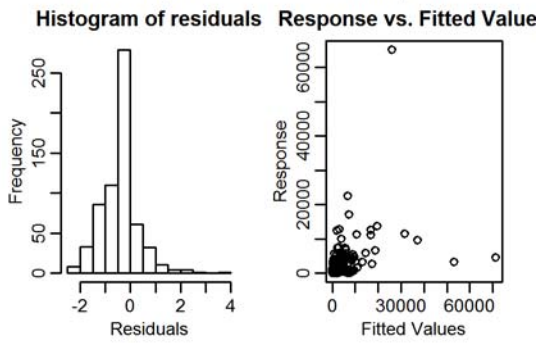 Histogram of residuals
Frequency
0
50
150
250
-2
0
2
4
Residuals
Response vs. Fitted Value
Response
0
20000
40000
60000
0
30000
60000
Fitted Values